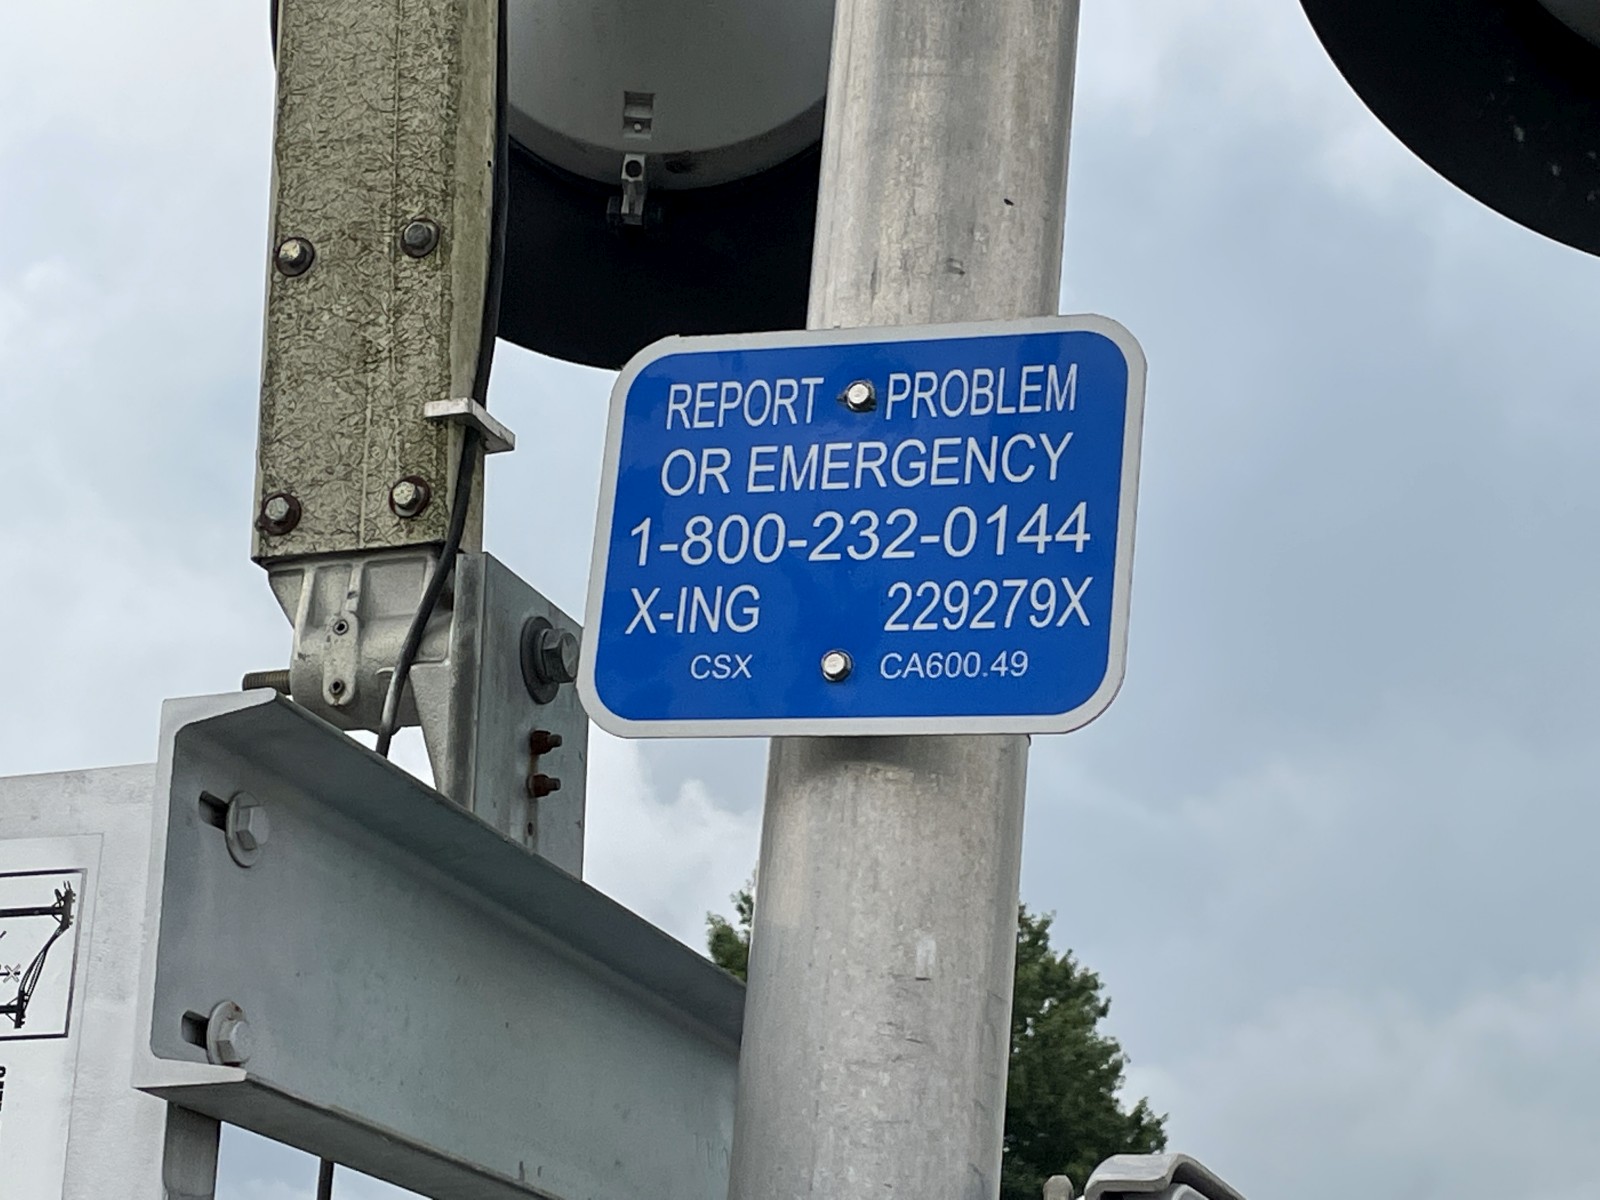 REPORT PROBLEM
OR EMERGENCY
1-800-232-0144
X-ING 229279X
CSX CA600.49